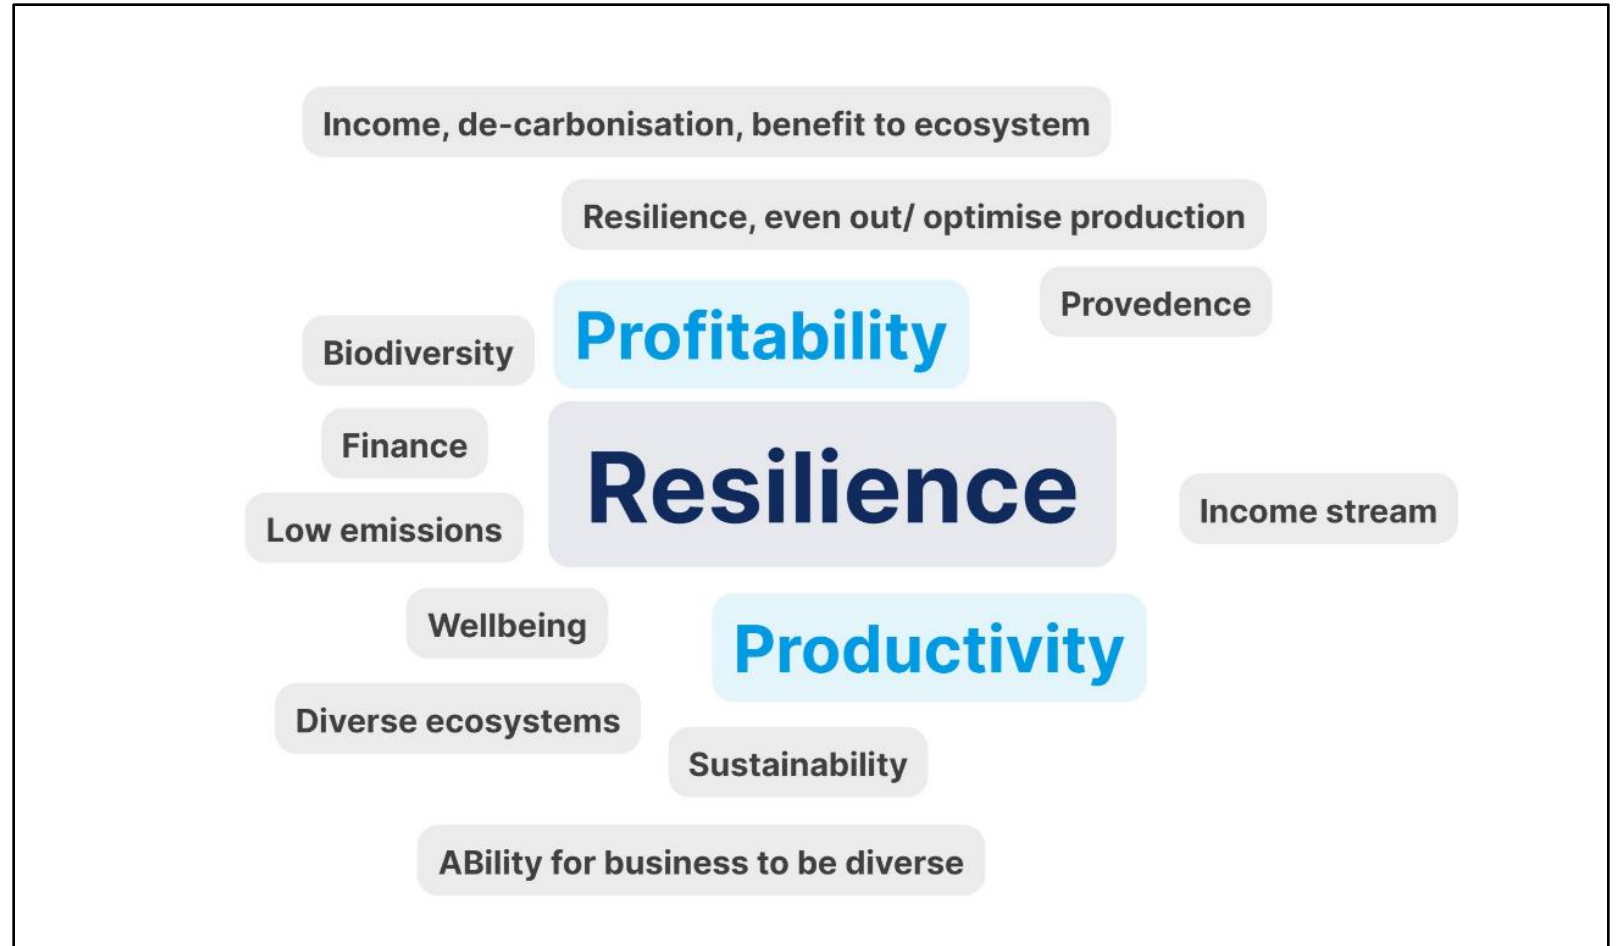 Income, de-carbonisation, benefit to ecosystem
Resilience, even out/ optimise production
Provedence
Profitability
Biodiversity
Finance
Resilience
Income stream
Low emissions
Wellbeing
Productivity
Diverse ecosystems
Sustainability
ABility for business to be diverse